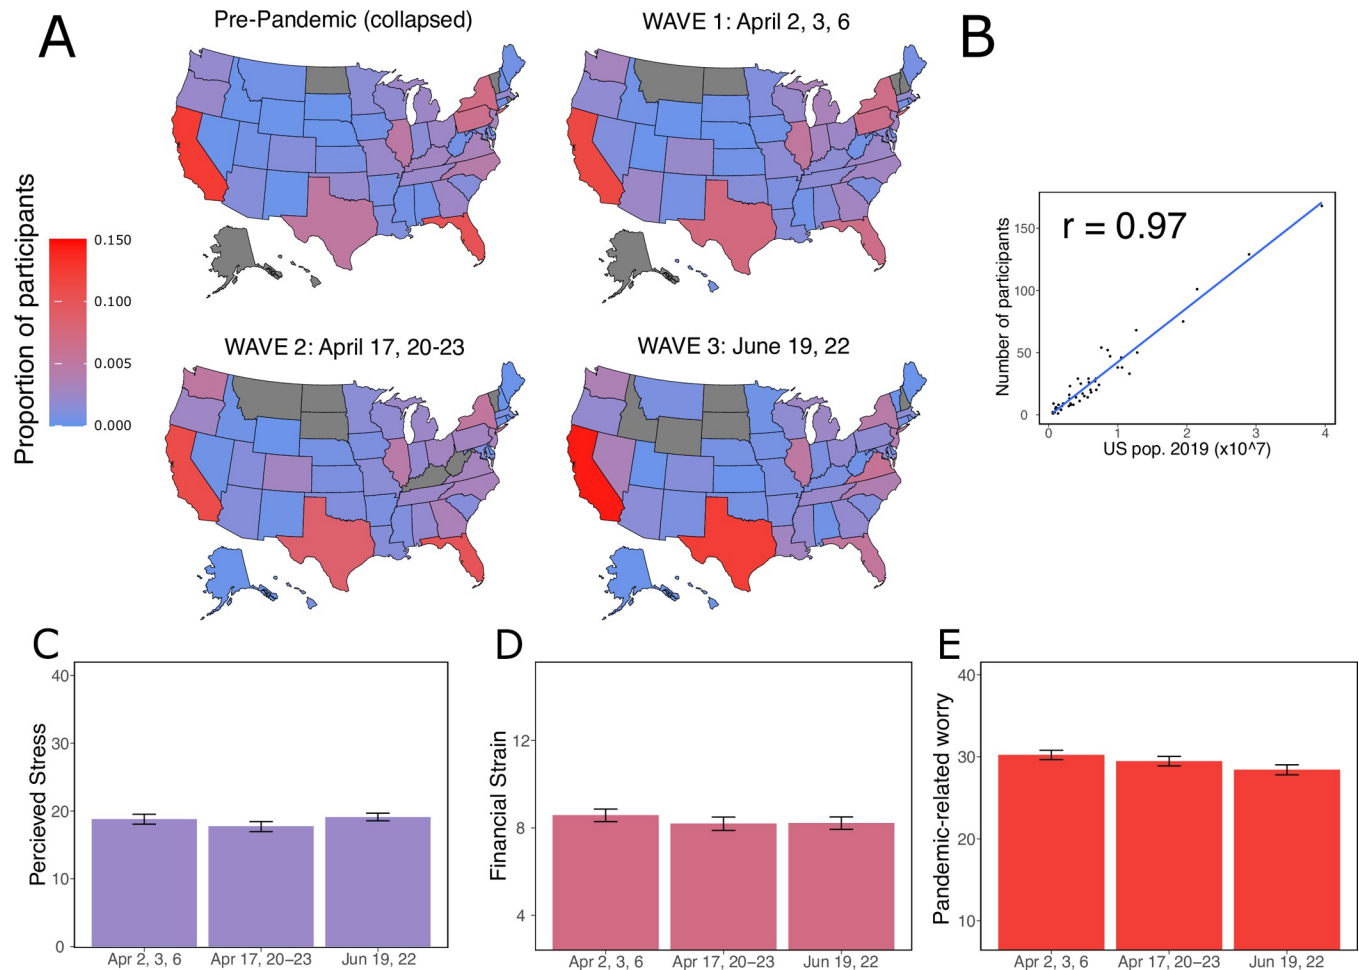 A
Pre-Pandemic (collapsed)
WAVE 1: April 2, 3, 6
B
Proportion of participants
0.150
0.100
0.005
0.000
WAVE 2: April 17, 20-23
WAVE 3: June 19, 22
r = 0.97
Number of participants
150
100
50
0
0
1
2
3
4
US pop. 2019 (x10^7)
C
Percieved Stress
40
30
20
10
0
Apr 2, 3, 6
Apr 17, 20−23
Jun 19, 22
D
Financial Strain
12
8
4
Apr 2, 3, 6
Apr 17, 20−23
Jun 19, 22
E
Pandemic-related worry
40
30
20
10
Apr 2, 3, 6
Apr 17, 20−23
Jun 19, 22